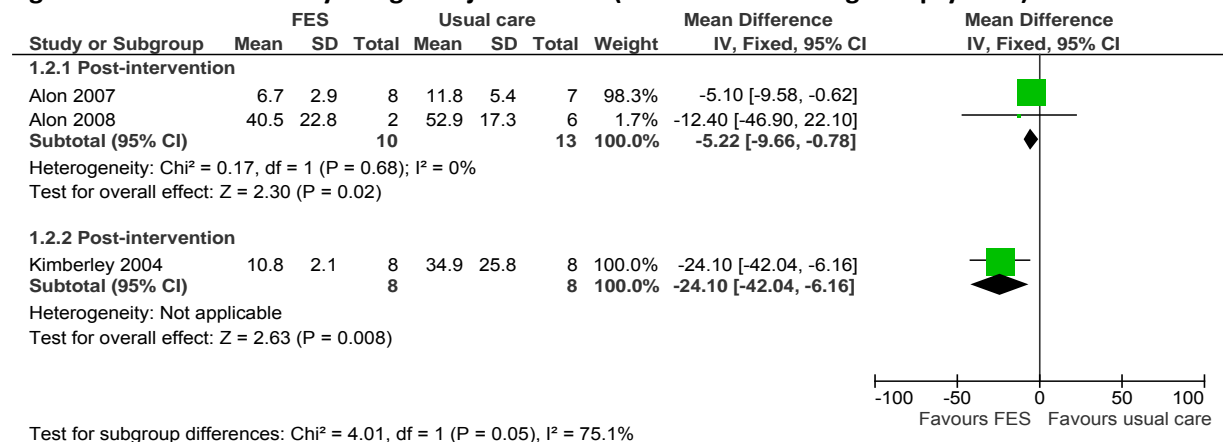 FES Usual care Mean Difference Mean Difference
Study or Subgroup Mean SD Total Mean SD Total Weight IV, Fixed, 95% CI IV, Fixed, 95% CI
1.2.1 Post-intervention
Alon 2007 6.7 2.9 8 11.8 5.4 7 98.3% -5.10 [-9.58, -0.62]
Alon 2008 40.5 22.8 2 52.9 17.3 6 1.7% -12.40 [-46.90, 22.10]
Subtotal (95% CI) 10 13 100.0% -5.22 [-9.66, -0.78]
Heterogeneity: Chi² = 0.17, df = 1 (P = 0.68); I² = 0%
Test for overall effect: Z = 2.30 (P = 0.02)
1.2.2 Post-intervention
Kimberley 2004 10.8 2.1 8 34.9 25.8 8 100.0% -24.10 [-42.04, -6.16]
Subtotal (95% CI) 8 8 100.0% -24.10 [-42.04, -6.16]
Heterogeneity: Not applicable
Test for overall effect: Z = 2.63 (P = 0.008)
-100 -50 0 50 100
Favours FES Favours usual care
Test for subgroup differences: Chi² = 4.01, df = 1 (P = 0.05), I² = 75.1%